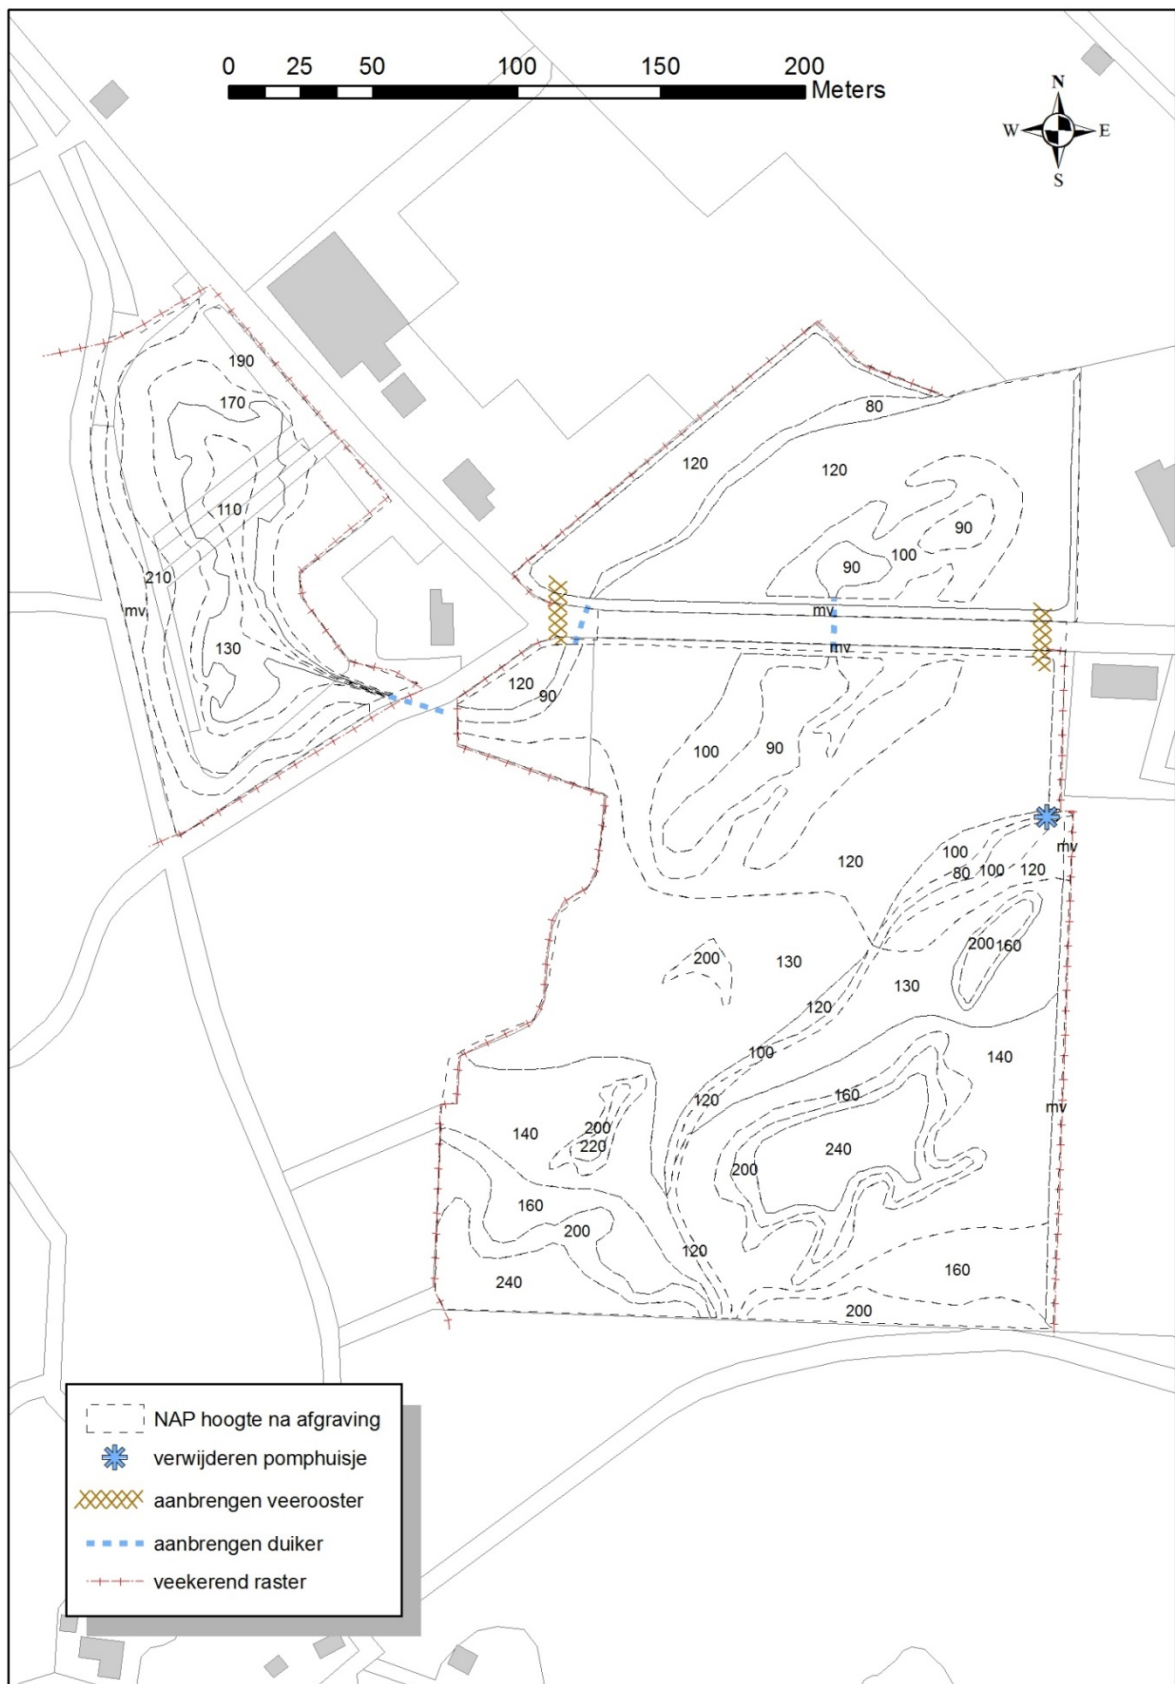 0 25 50 100 150 200
Meters
N
W E
S
190
170
80
120
120
110
90
90
100
210
mv
mv
130
mv
120
90
100
90
mv
100
120
80 100 120
200
130
200 160
130
120
100
140
120
160
mv
140
200
220
240
200
160
200
120
240
160
200
NAP hoogte na afgraving
verwijderen pomphuisje
aanbrengen veerooster
aanbrengen duiker
veekerend raster